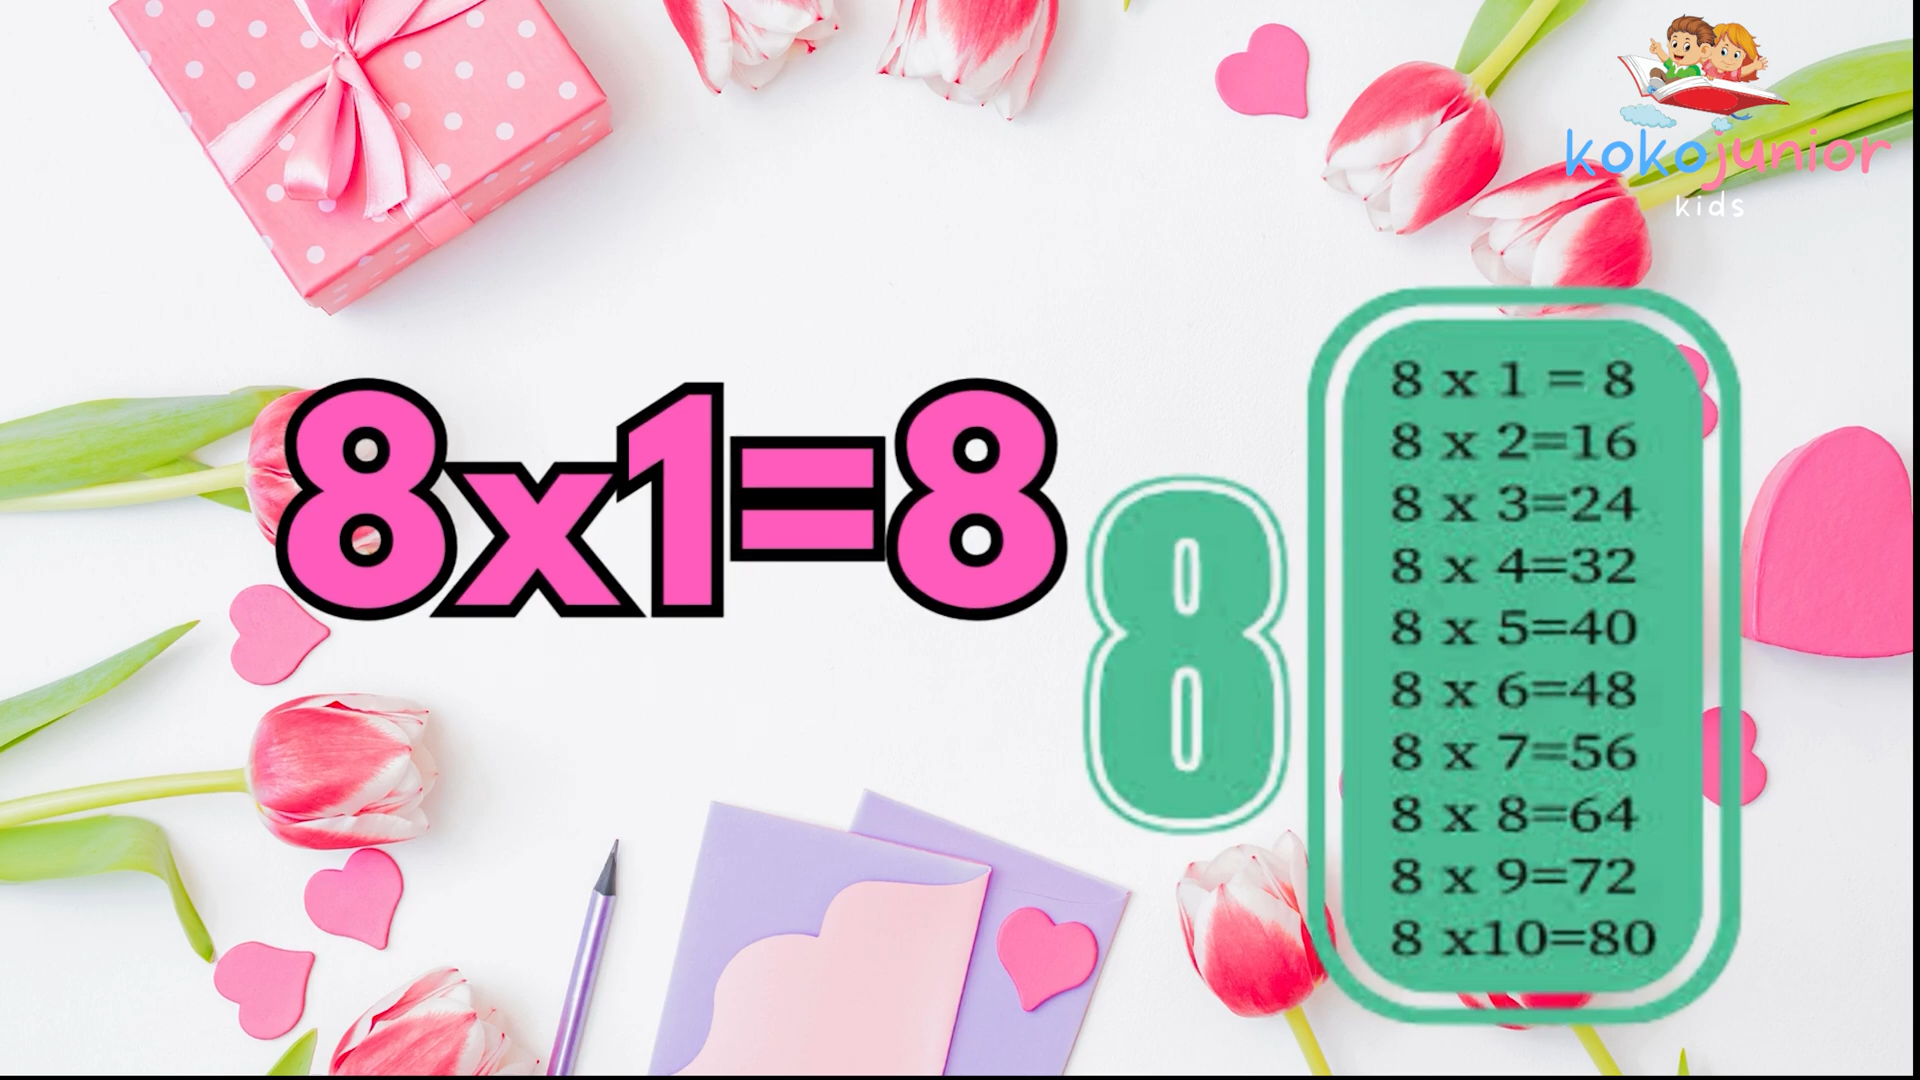 kokojunior
kids
8x1=8
8
8 x 1 = 8
8 x 2=16
8 x 3=24
8 x 4=32
8 x 5=40
8 x 6=48
8 x 7=56
8 x 8=64
8 x 9=72
8 x10=80